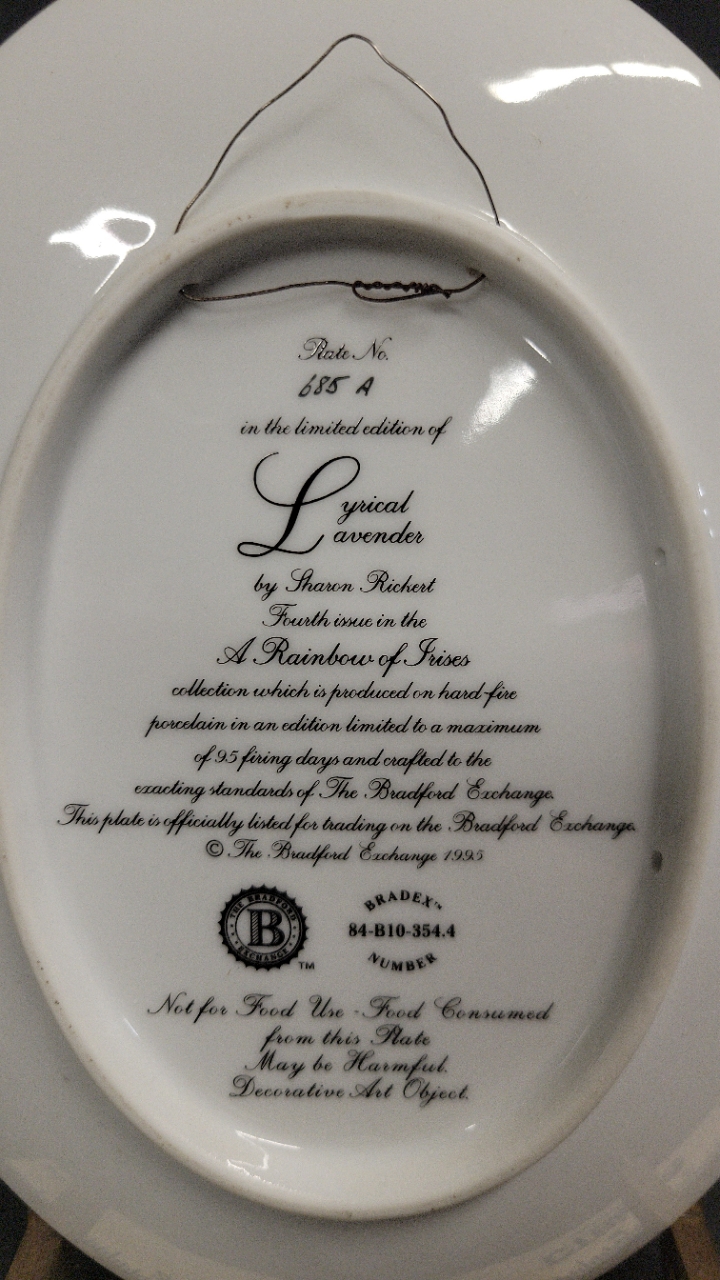 Plate No.
685 A
in the limited edition of
Lyrical
Lavender
by Sharon Rickert
Fourth issue in the
A Rainbow of Irises
collection which is produced on hard-fire
porcelain in an edition limited to a maximum
of 95 firing days and crafted to the
exacting standards of The Bradford Exchange.
This plate is officially listed for trading on the Bradford Exchange.
© The Bradford Exchange 1995
THE BRADFORD
B
EXCHANGE
TM
BRADEX™
84-B10-354.4
NUMBER
Not for Food Use - Food Consumed
from this Plate
May be Harmful.
Decorative Art Object.